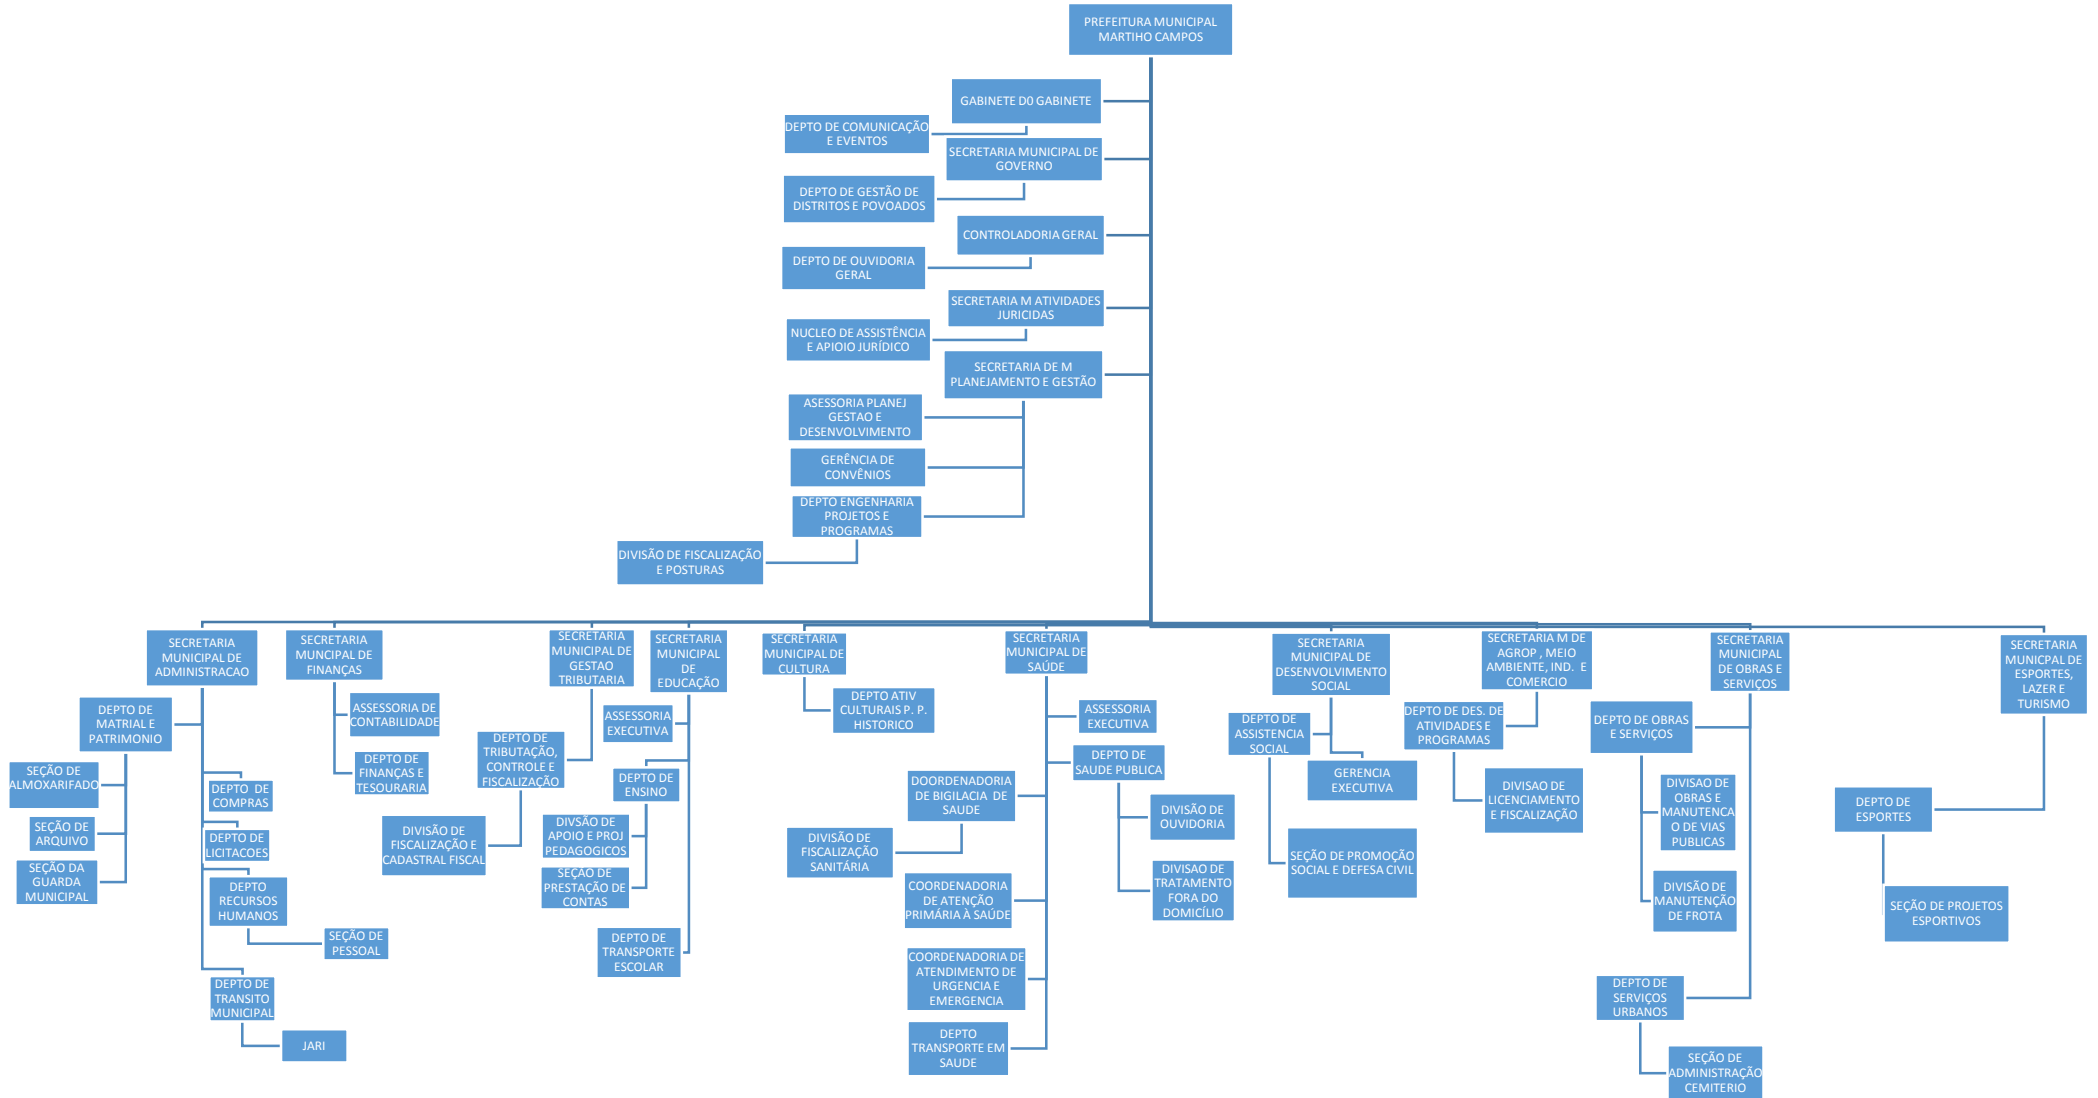 PREFEITURA MUNICIPAL
MARTIHO CAMPOS
GABINETE D0 GABINETE
DEPTO DE COMUNICAÇÃO
E EVENTOS
SECRETARIA MUNICIPAL DE
GOVERNO
DEPTO DE GESTÃO DE
DISTRITOS E POVOADOS
CONTROLADORIA GERAL
DEPTO DE OUVIDORIA
GERAL
SECRETARIA M ATIVIDADES
JURICIDAS
NUCLEO DE ASSISTÊNCIA
E APIOIO JURÍDICO
SECRETARIA DE M
PLANEJAMENTO E GESTÃO
ASESSORIA PLANEJ
GESTAO E
DESENVOLVIMENTO
GERÊNCIA DE
CONVÊNIOS
DEPTO ENGENHARIA
PROJETOS E
PROGRAMAS
DIVISÃO DE FISCALIZAÇÃO
E POSTURAS
SECRETARIA
MUNICIPAL DE
ADMINISTRACAO
DEPTO DE
MATRIAL E
PATRIMONIO
SEÇÃO DE
ALMOXARIFADO
SEÇÃO DE
ARQUIVO
SEÇÃO DA
GUARDA
MUNICIPAL
DEPTO DE
COMPRAS
DEPTO DE
LICITACOES
DEPTO
RECURSOS
HUMANOS
SEÇÃO DE
PESSOAL
DEPTO DE
TRANSITO
MUNICIPAL
JARI
SECRETARIA
MUNCIPAL DE
FINANÇAS
ASSESSORIA DE
CONTABILIDADE
DEPTO DE
FINANÇAS E
TESOURARIA
SECRETARIA
MUNICIPAL DE
GESTAO
TRIBUTARIA
DEPTO DE
TRIBUTAÇÃO,
CONTROLE E
FISCALIZAÇÃO
DIVISÃO DE
FISCALIZAÇÃO E
CADASTRAL FISCAL
SECRETARIA
MUNICIPAL
DE
EDUCAÇÃO
ASSESSORIA
EXECUTIVA
DEPTO DE
ENSINO
DIVSÃO DE
APOIO E PROJ
PEDAGOGICOS
SEÇÃO DE
PRESTAÇÃO DE
CONTAS
DEPTO DE
TRANSPORTE
ESCOLAR
SECRETARIA
MUNICIPAL DE
CULTURA
DEPTO ATIV
CULTURAIS P. P.
HISTORICO
SECRETARIA
MUNICIPAL DE
SAÚDE
ASSESSORIA
EXECUTIVA
DEPTO DE
SAUDE PUBLICA
DIVISÃO DE
OUVIDORIA
DIVISAO DE
TRATAMENTO
FORA DO
DOMICÍLIO
DOORDENADORIA
DE BIGILACIA DE
SAUDE
DIVISÃO DE
FISCALIZAÇÃO
SANITÁRIA
COORDENADORIA
DE ATENÇÃO
PRIMÁRIA À SAÚDE
COORDENADORIA DE
ATENDIMENTO DE
URGENCIA E
EMERGENCIA
DEPTO
TRANSPORTE EM
SAUDE
SECRETARIA
MUNICIPAL DE
DESENVOLVIMENTO
SOCIAL
DEPTO DE
ASSISTENCIA
SOCIAL
GERENCIA
EXECUTIVA
SEÇÃO DE PROMOÇÃO
SOCIAL E DEFESA CIVIL
SECRETARIA M DE
AGROP , MEIO
AMBIENTE, IND. E
COMERCIO
DEPTO DE DES. DE
ATIVIDADES E
PROGRAMAS
DIVISAO DE
LICENCIAMENTO
E FISCALIZAÇÃO
SECRETARIA
MUNICIPAL
DE OBRAS E
SERVIÇOS
DEPTO DE OBRAS
E SERVIÇOS
DIVISAO DE
OBRAS E
MANUTENCA
O DE VIAS
PUBLICAS
DIVISÃO DE
MANUTENÇÃO
DE FROTA
DEPTO DE
SERVIÇOS
URBANOS
SEÇÃO DE
ADMINISTRAÇÃO
CEMITERIO
SECRETARIA
MUNICPAL DE
ESPORTES,
LAZER E
TURISMO
DEPTO DE
ESPORTES
SEÇÃO DE PROJETOS
ESPORTIVOS